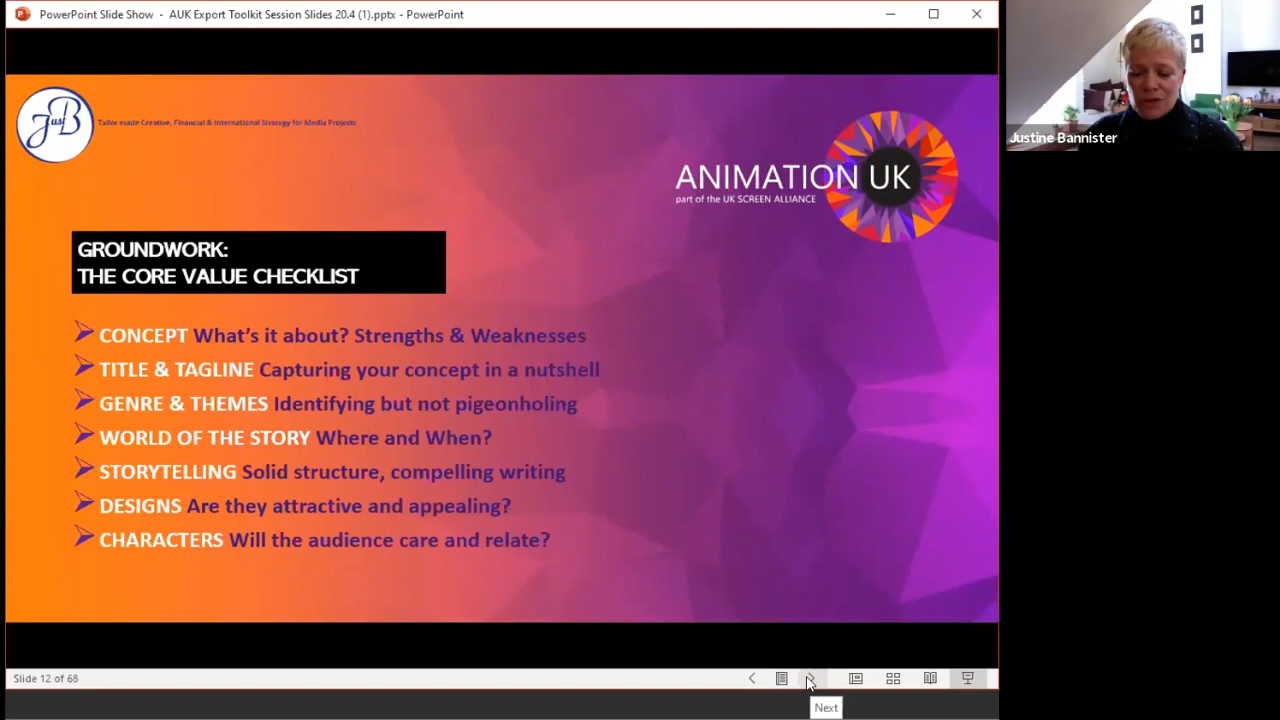 PowerPoint Slide Show - AUK Export Toolkit Session Slides 20.4 (1).pptx - PowerPoint
Just B
Tailor made Creative, Financial & International Strategy for Media Projects
Justine Bannister
ANIMATION UK
part of the UK SCREEN ALLIANCE
GROUNDWORK:
THE CORE VALUE CHECKLIST
CONCEPT What's it about? Strengths & Weaknesses
TITLE & TAGLINE Capturing your concept in a nutshell
GENRE & THEMES Identifying but not pigeonholing
WORLD OF THE STORY Where and When?
STORYTELLING Solid structure, compelling writing
DESIGNS Are they attractive and appealing?
CHARACTERS Will the audience care and relate?
Slide 12 of 68
Next